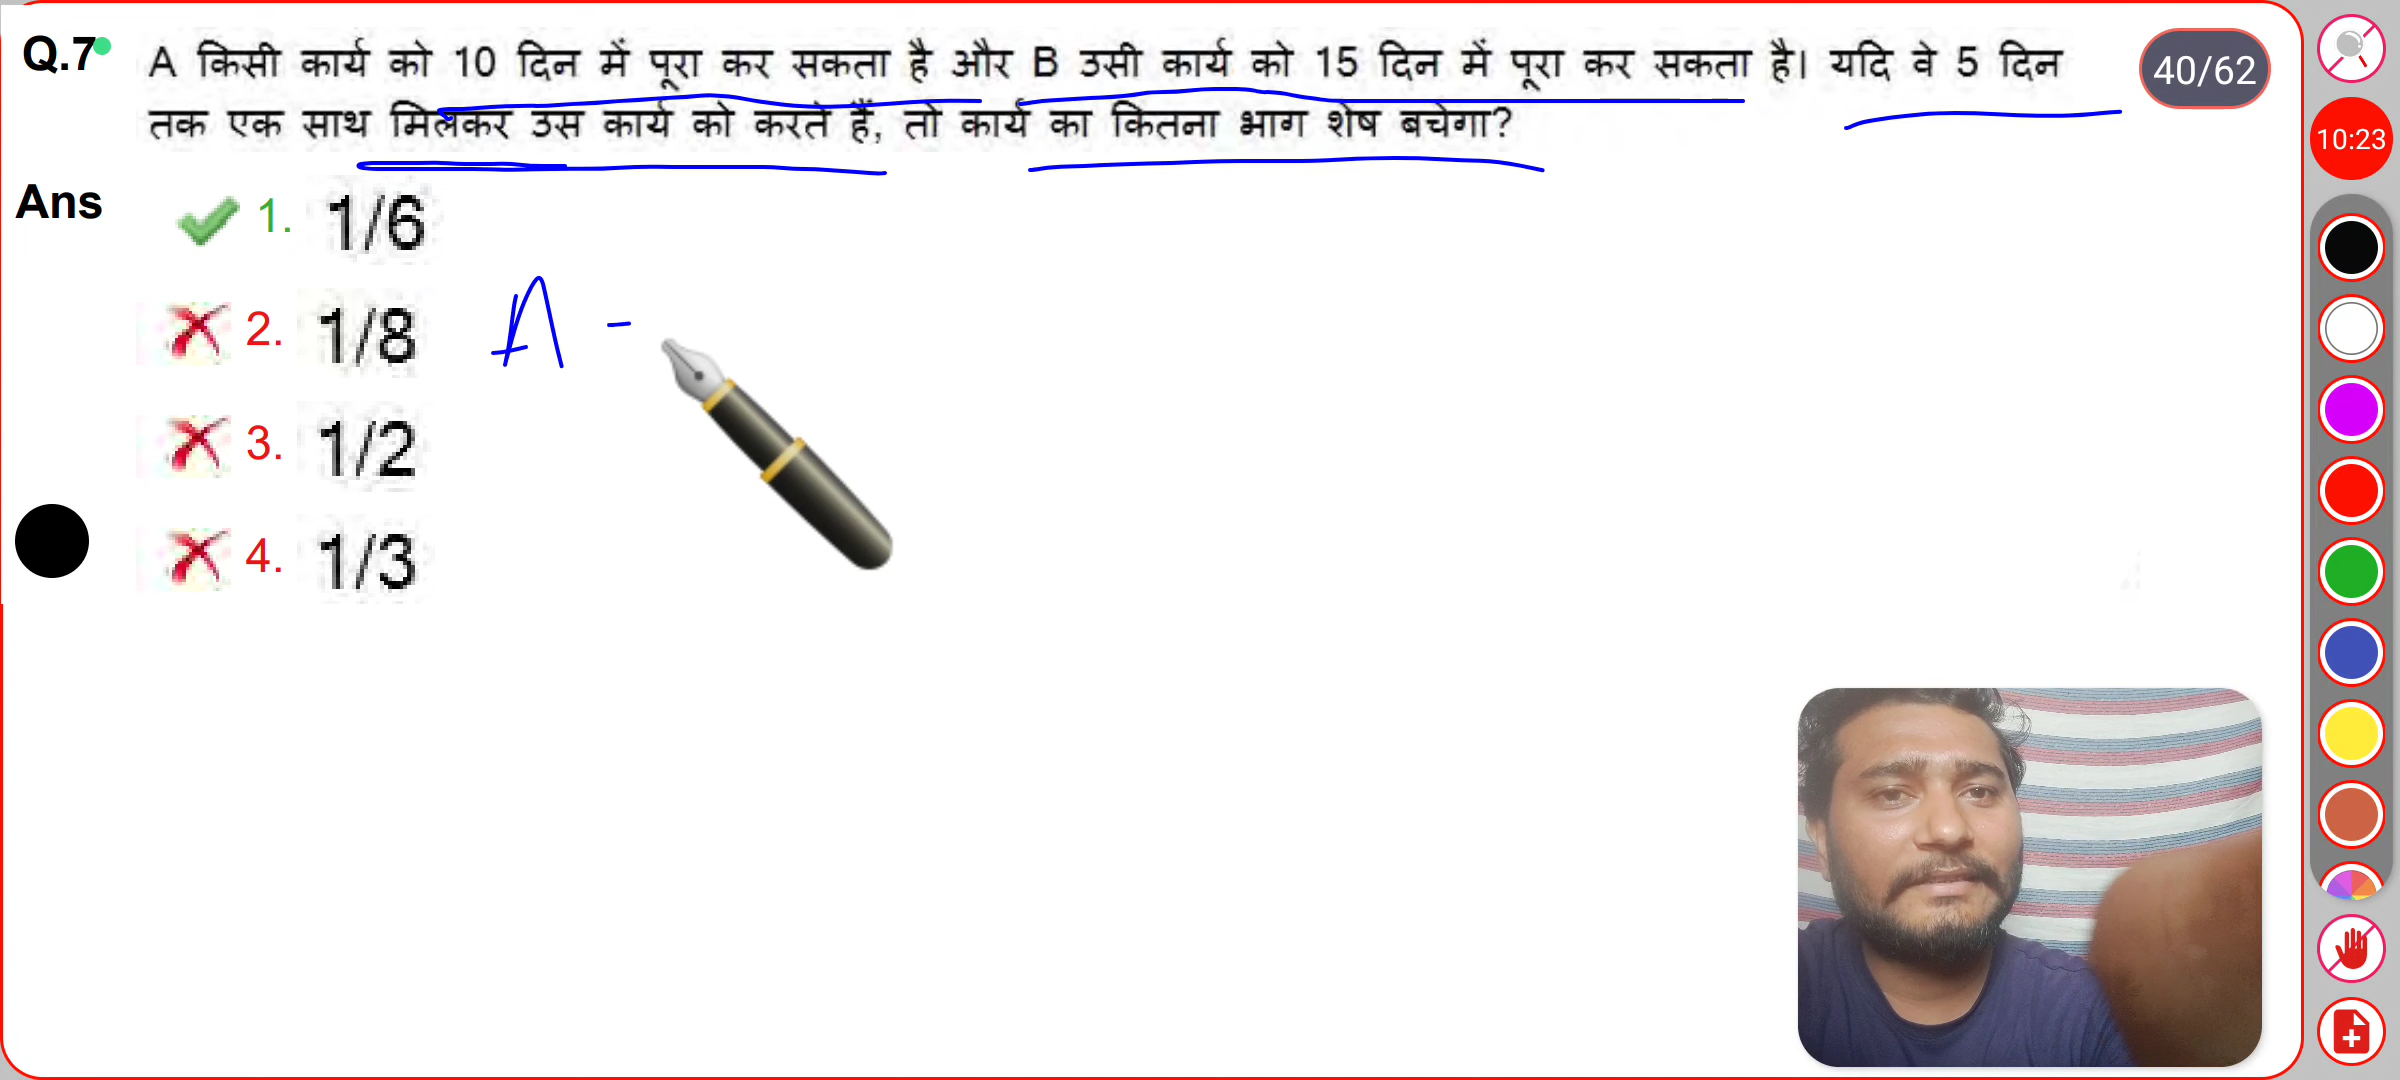 Q.7 A किसी कार्य को 10 दिन में पूरा कर सकता है और B उसी कार्य को 15 दिन में पूरा कर सकता है। यदि वे 5 दिन
तक एक साथ मिलकर उस कार्य को करते हैं, तो कार्य का कितना भाग शेष बचेगा?
40/62
10:23
Ans
1. 1/6
2. 1/8
3. 1/2
4. 1/3
A -